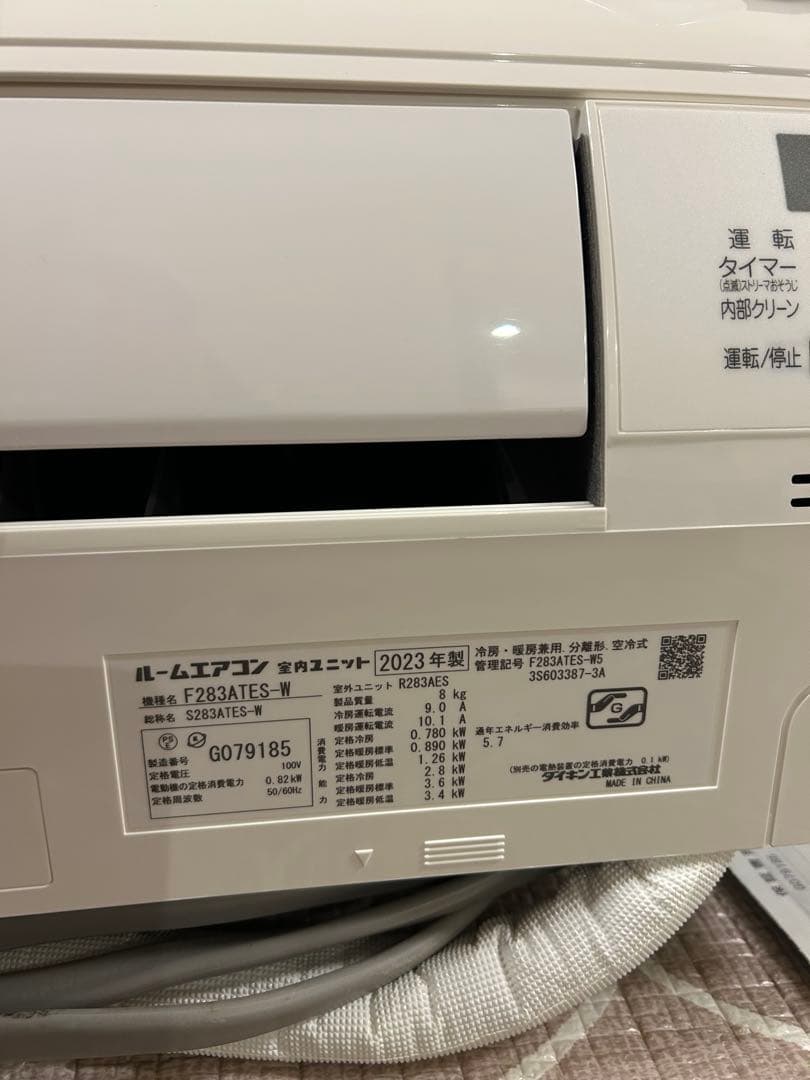 運 転
タイマー
(点滅)ストリーマおそうじ
内部クリーン
運転/停止
ルームエアコン 室内ユニット 2023年製
冷房・暖房兼用.分離形.空冷式
管理記号 F283ATES-W5
3S603387-3A
機種名 F283ATES-W
総称名 S283ATES-W
PS
E
製造番号 G079185
定格電圧 100V
電動機の定格消費電力 0.82kW
定格周波数 50/60Hz
室外ユニット R283AES
製品質量 8 kg
冷房運転電流 9.0 A
暖房運転電流 10.1 A
消費電力
定格冷房 0.780 kW
定格暖房標準 0.890 kW
定格暖房低温 1.26 kW
能力
定格冷房 2.8 kW
定格暖房標準 3.6 kW
定格暖房低温 3.4 kW
G
通年エネルギー消費効率
5.7
(別売の電熱装置の定格消費電力 0.1kW)
ダイキン工業株式会社
MADE IN CHINA